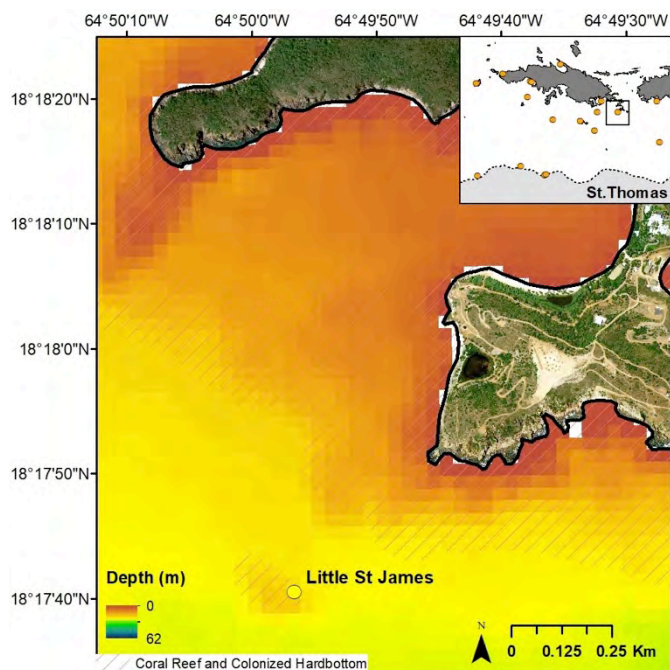 64°50'10"W 64°50'0"W 64°49'50"W 64°49'40"W 64°49'30"W
18°18'20"N
St.Thomas
18°18'10"N
18°18'0"N
18°17'50"N
Depth (m)
Little St James
0
18°17'40"N
62
N
0 0.125 0.25 Km
Coral Reef and Colonized Hardbottom